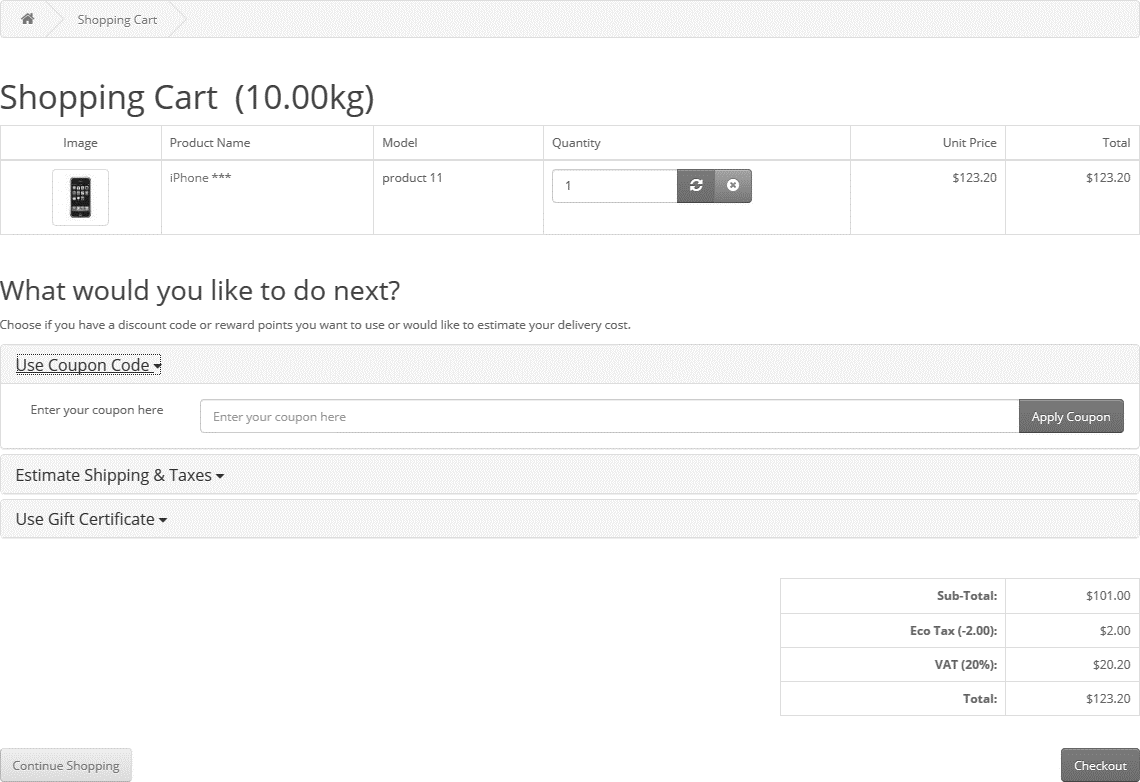 Shopping Cart
Shopping Cart (10.00kg)
Image Product Name Model Quantity Unit Price Total
iPhone *** product 11 1 $123.20 $123.20
What would you like to do next?
Choose if you have a discount code or reward points you want to use or would like to estimate your delivery cost.
Use Coupon Code
Enter your coupon here Enter your coupon here Apply Coupon
Estimate Shipping & Taxes
Use Gift Certificate
Sub-Total: $101.00
Eco Tax (-2.00): $2.00
VAT (20%): $20.20
Total: $123.20
Continue Shopping Checkout